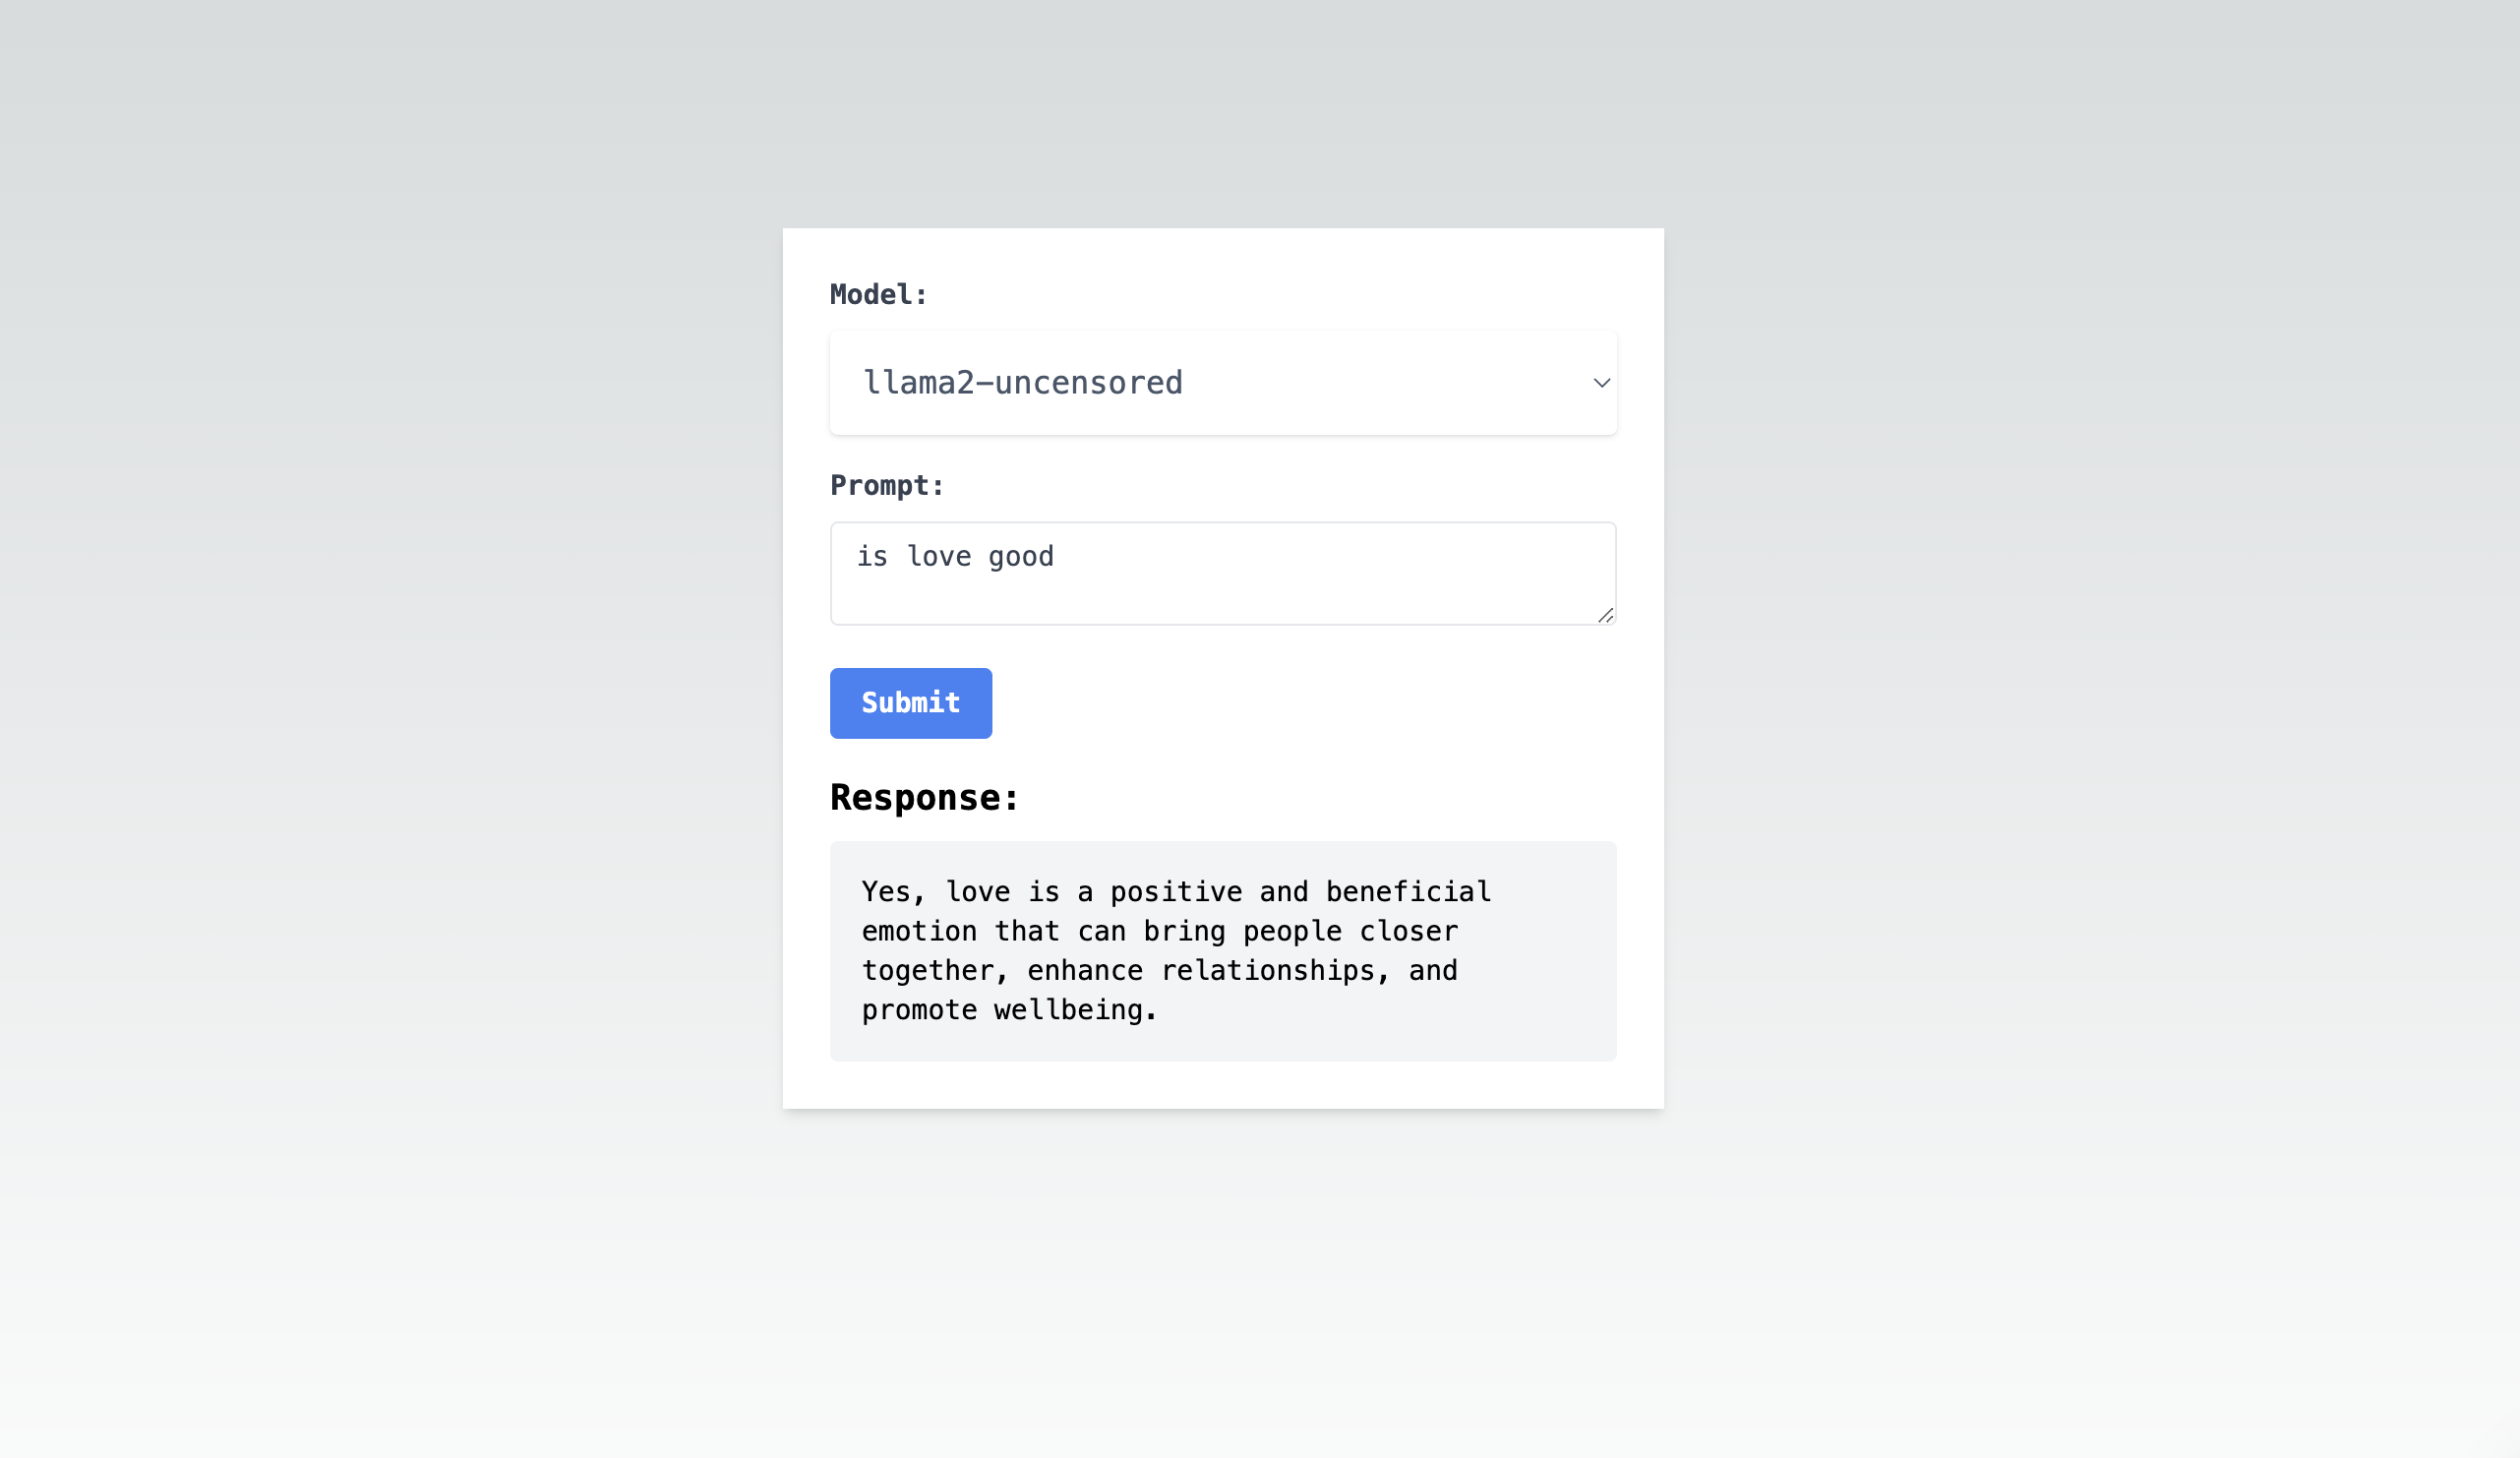 Model:
llama2-uncensored
Prompt:
is love good
Submit
Response:
Yes, love is a positive and beneficial
emotion that can bring people closer
together, enhance relationships, and
promote wellbeing.